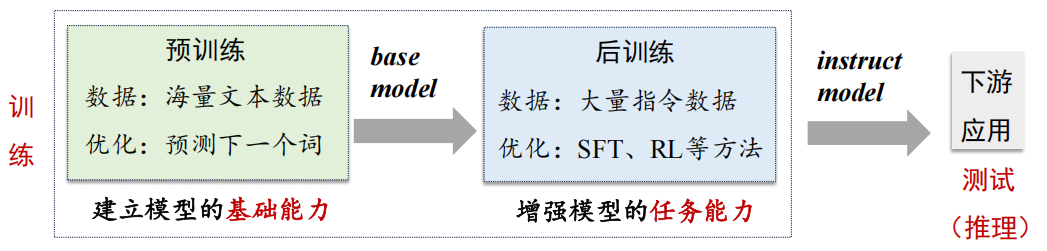 训
练
预训练
数据：海量文本数据
优化：预测下一个词
建立模型的基础能力
base
model
后训练
数据：大量指令数据
优化：SFT、RL等方法
增强模型的任务能力
instruct
model
下游
应用
测试
（推理）